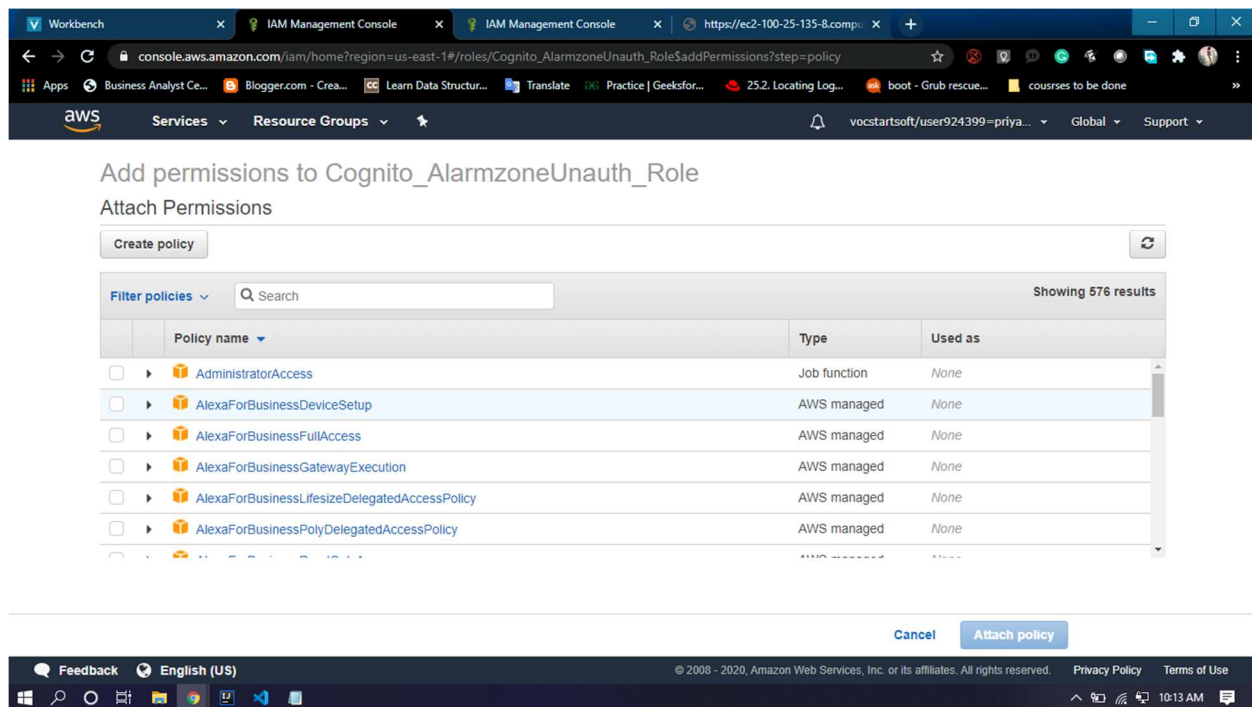 Workbench
IAM Management Console
IAM Management Console
https://ec2-100-25-135-8.compu
console.aws.amazon.com/iam/home?region=us-east-1#/roles/Cognito_AlarmzoneUnauth_Role$addPermissions?step=policy
Apps Business Analyst Ce... Blogger.com - Crea... Learn Data Structur... Translate Practice | Geeksfor... 25.2. Locating Log... boot - Grub rescue... cousrses to be done
aws Services Resource Groups vocstartsoft/user924399=priya... Global Support
Add permissions to Cognito_AlarmzoneUnauth_Role
Attach Permissions
Create policy
Filter policies Search Showing 576 results
Policy name Type Used as
AdministratorAccess Job function None
AlexaForBusinessDeviceSetup AWS managed None
AlexaForBusinessFullAccess AWS managed None
AlexaForBusinessGatewayExecution AWS managed None
AlexaForBusinessLifesizeDelegatedAccessPolicy AWS managed None
AlexaForBusinessPolyDelegatedAccessPolicy AWS managed None
Cancel Attach policy
Feedback English (US) © 2008 - 2020, Amazon Web Services, Inc. or its affiliates. All rights reserved. Privacy Policy Terms of Use
10:13 AM